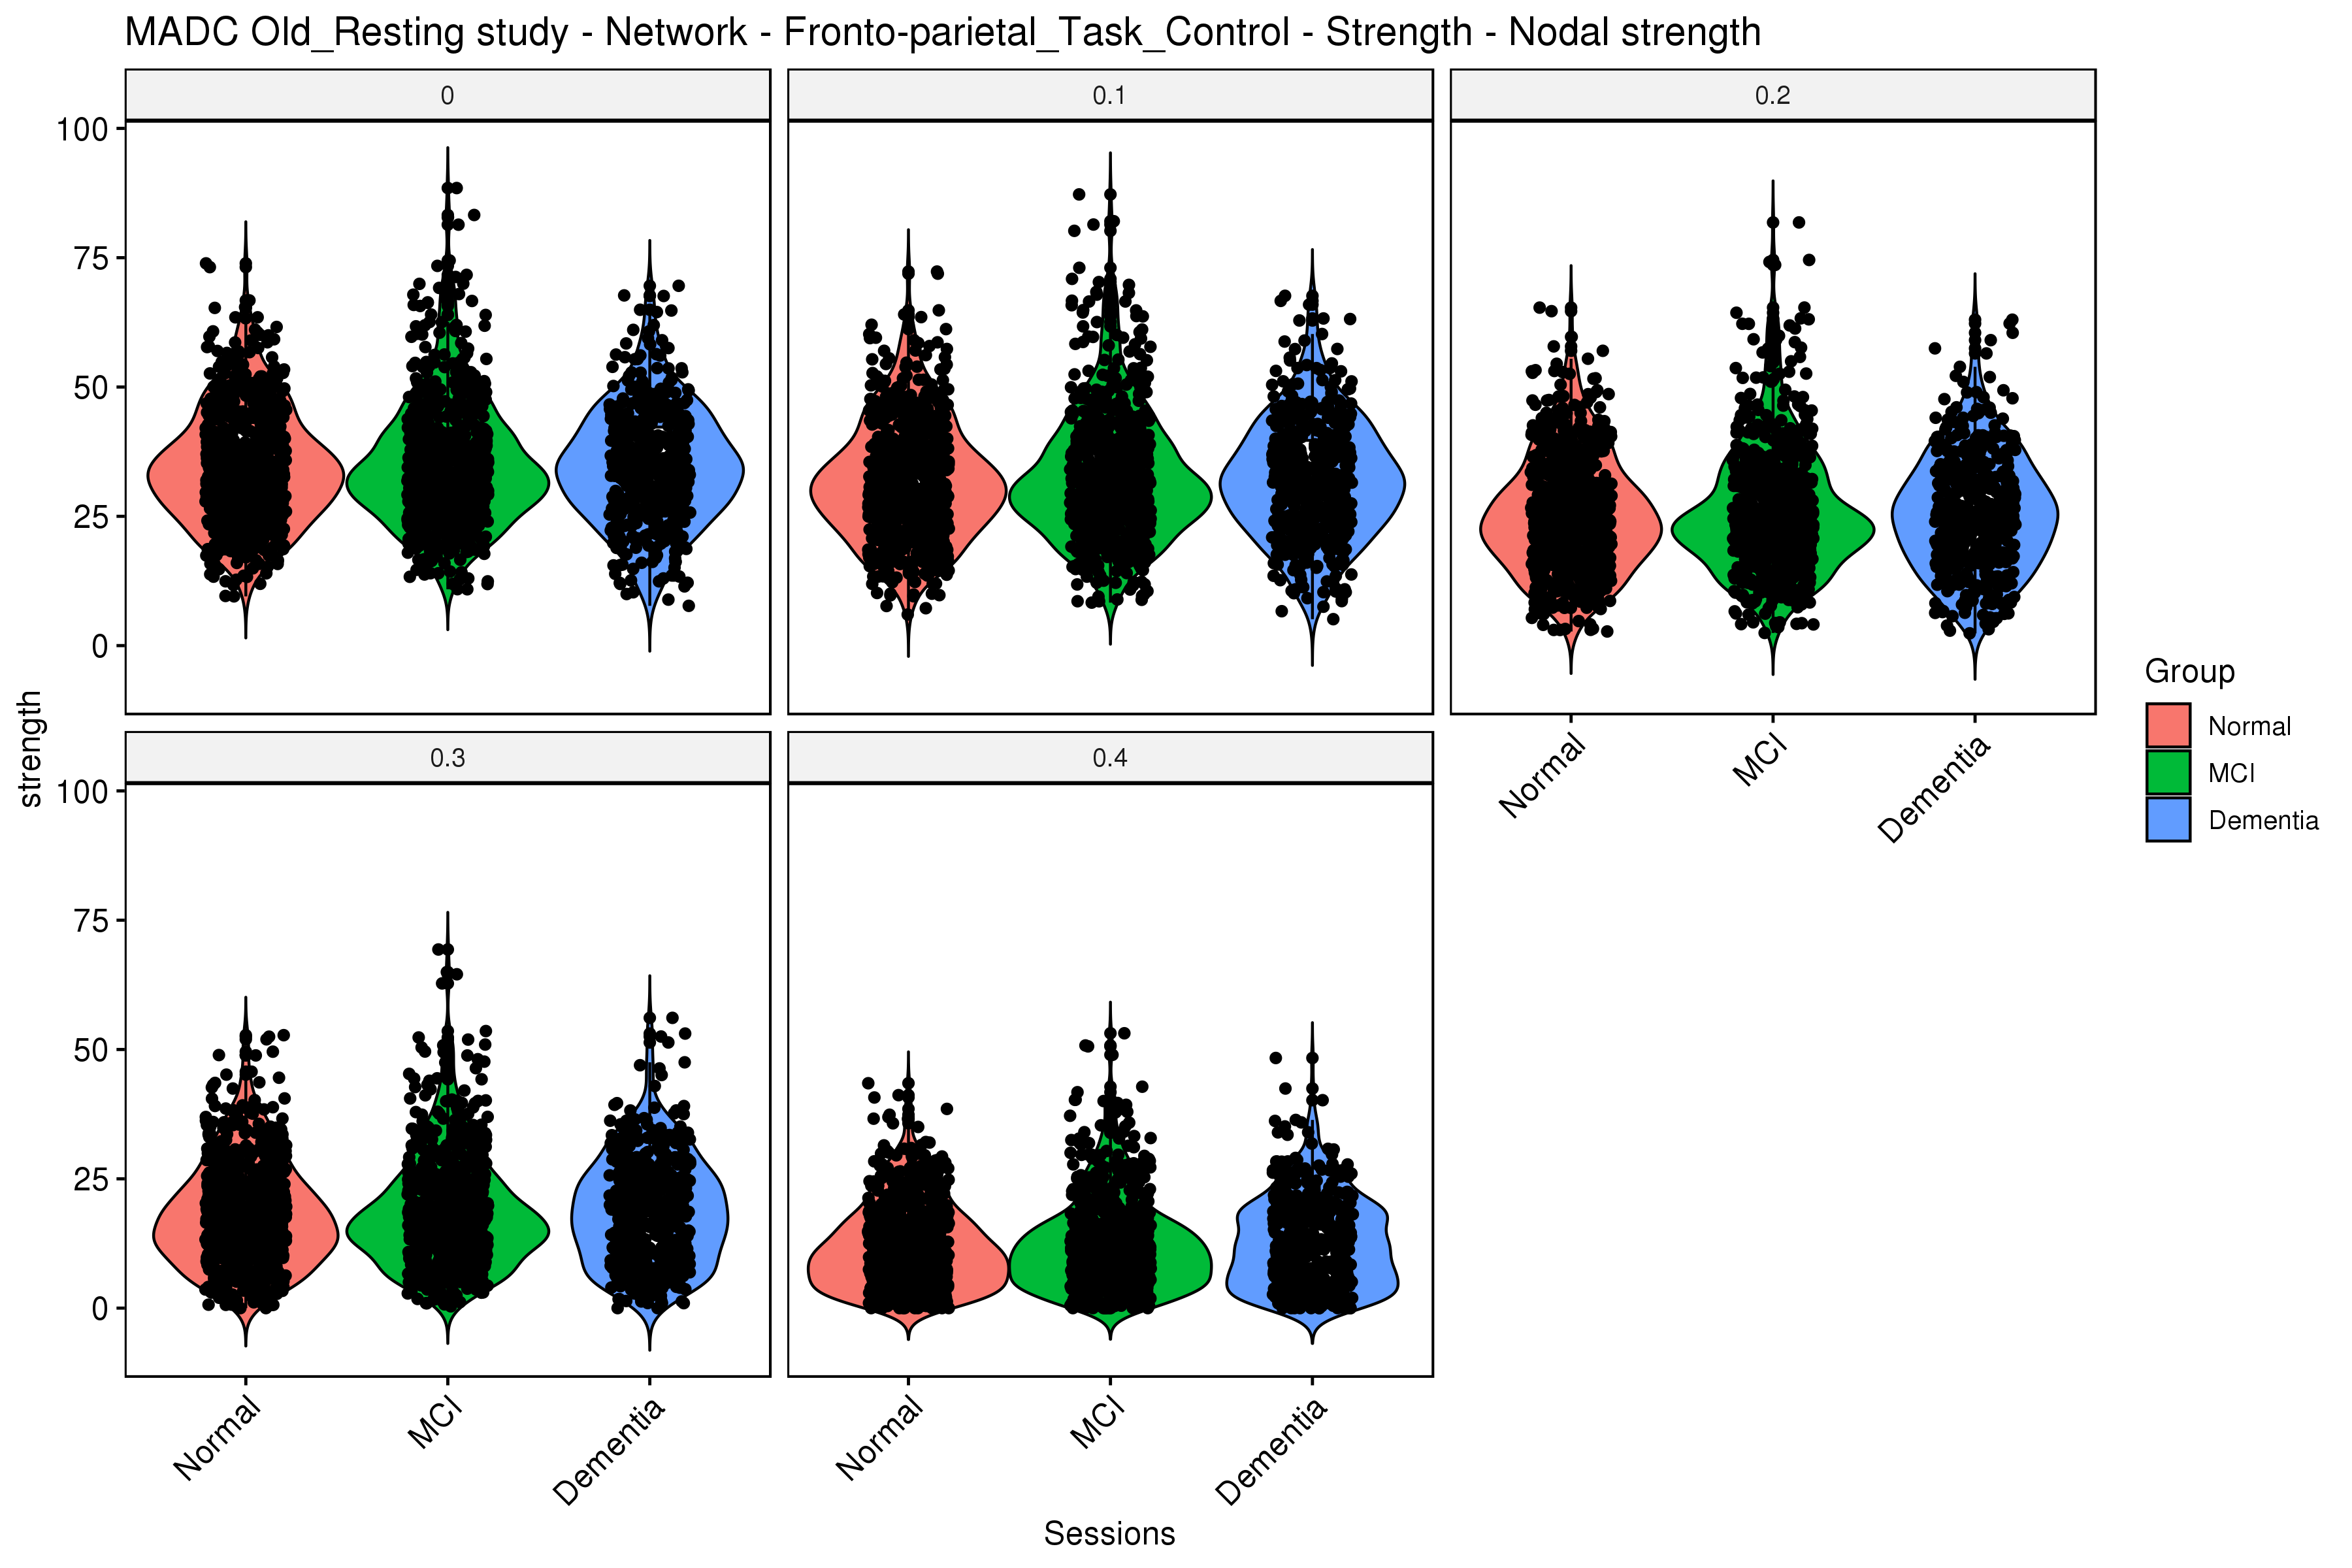 MADC Old_Resting study - Network - Fronto-parietal_Task_Control - Strength - Nodal strength
0
0.1
0.2
100
75
50
25
0
strength
Normal
MCI
Dementia
Group
Normal
MCI
Dementia
0.3
0.4
100
75
50
25
0
Normal
MCI
Dementia
Normal
MCI
Dementia
Sessions